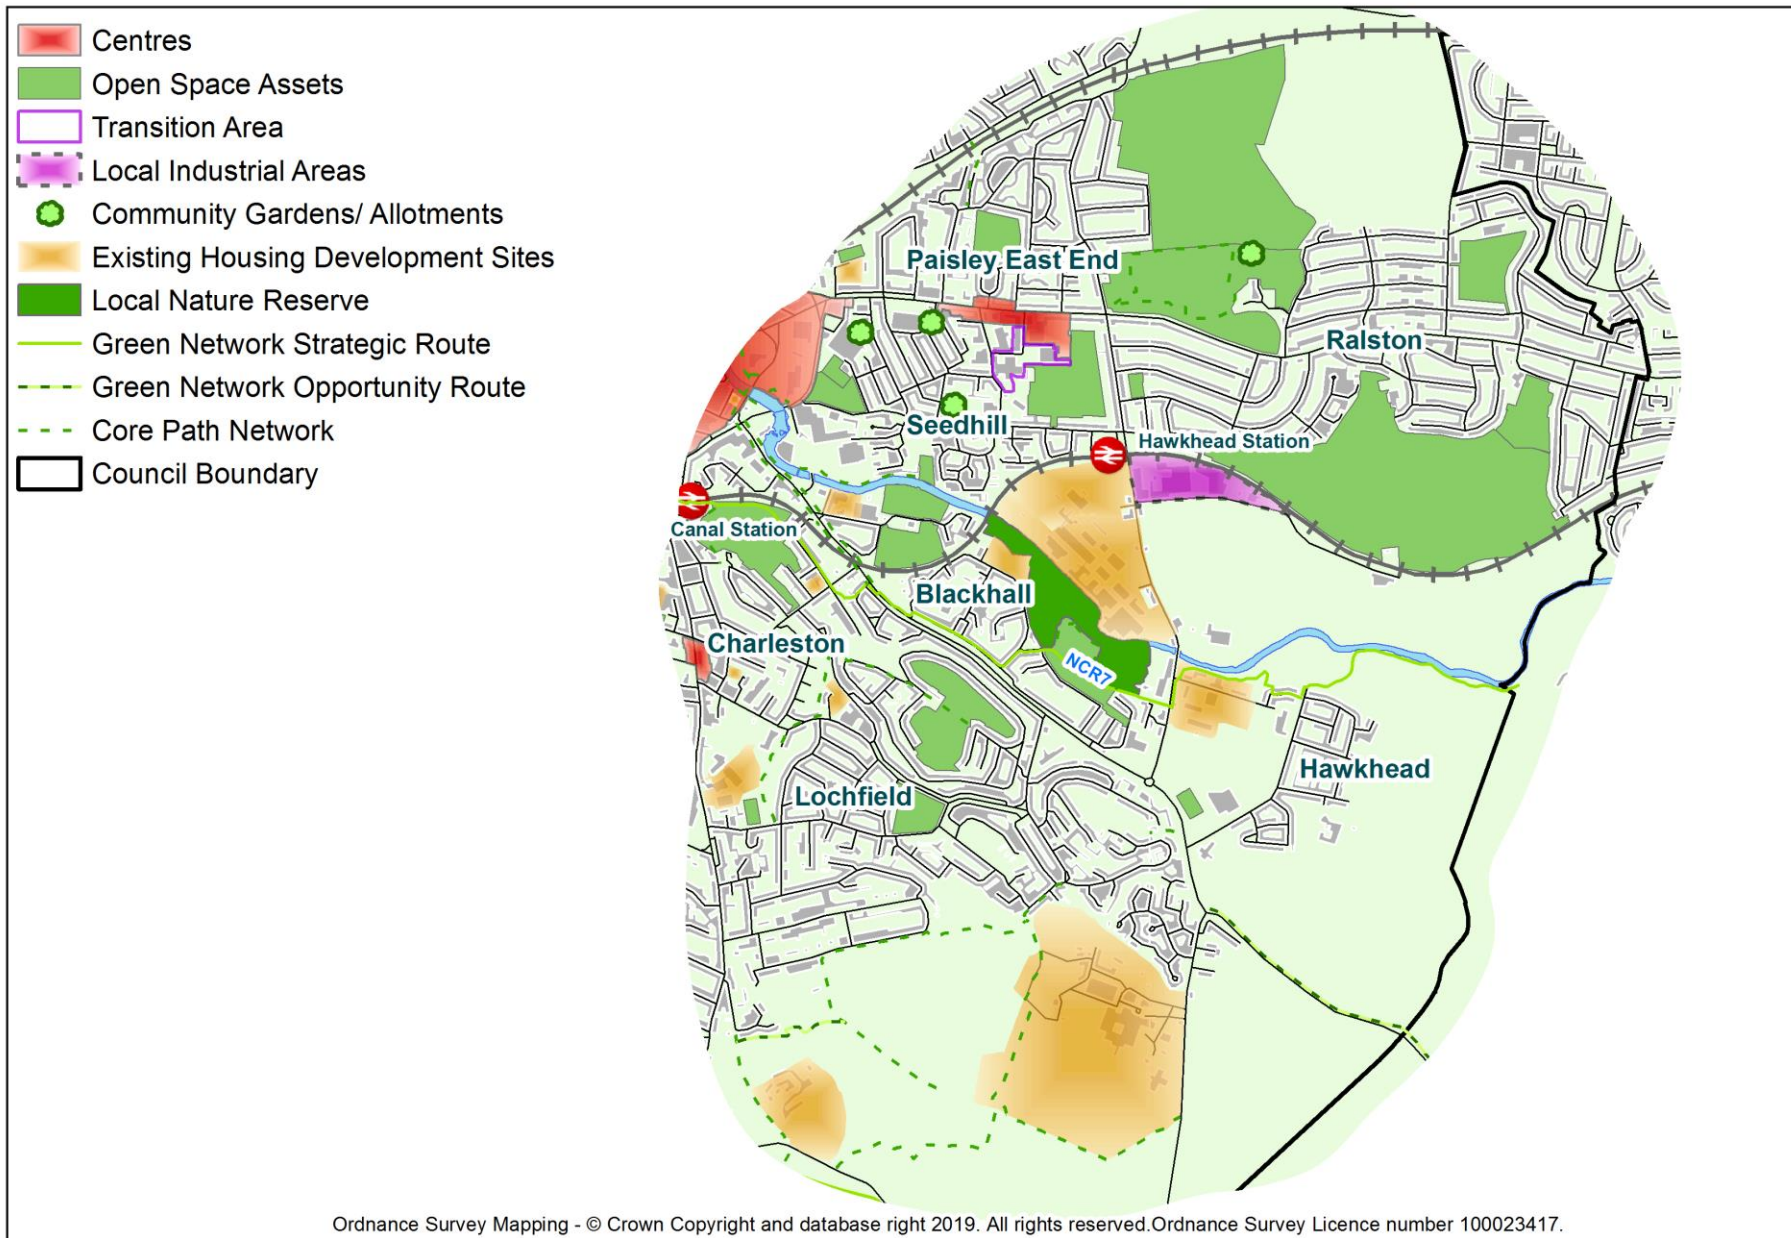 Centres
Open Space Assets
Transition Area
Local Industrial Areas
Community Gardens/ Allotments
Existing Housing Development Sites
Local Nature Reserve
Green Network Strategic Route
Green Network Opportunity Route
Core Path Network
Council Boundary
Paisley East End
Ralston
Seedhill
Hawkhead Station
Canal Station
Blackhall
Charleston
NCR7
Hawkhead
Lochfield
Ordnance Survey Mapping - © Crown Copyright and database right 2019. All rights reserved.Ordnance Survey Licence number 100023417.